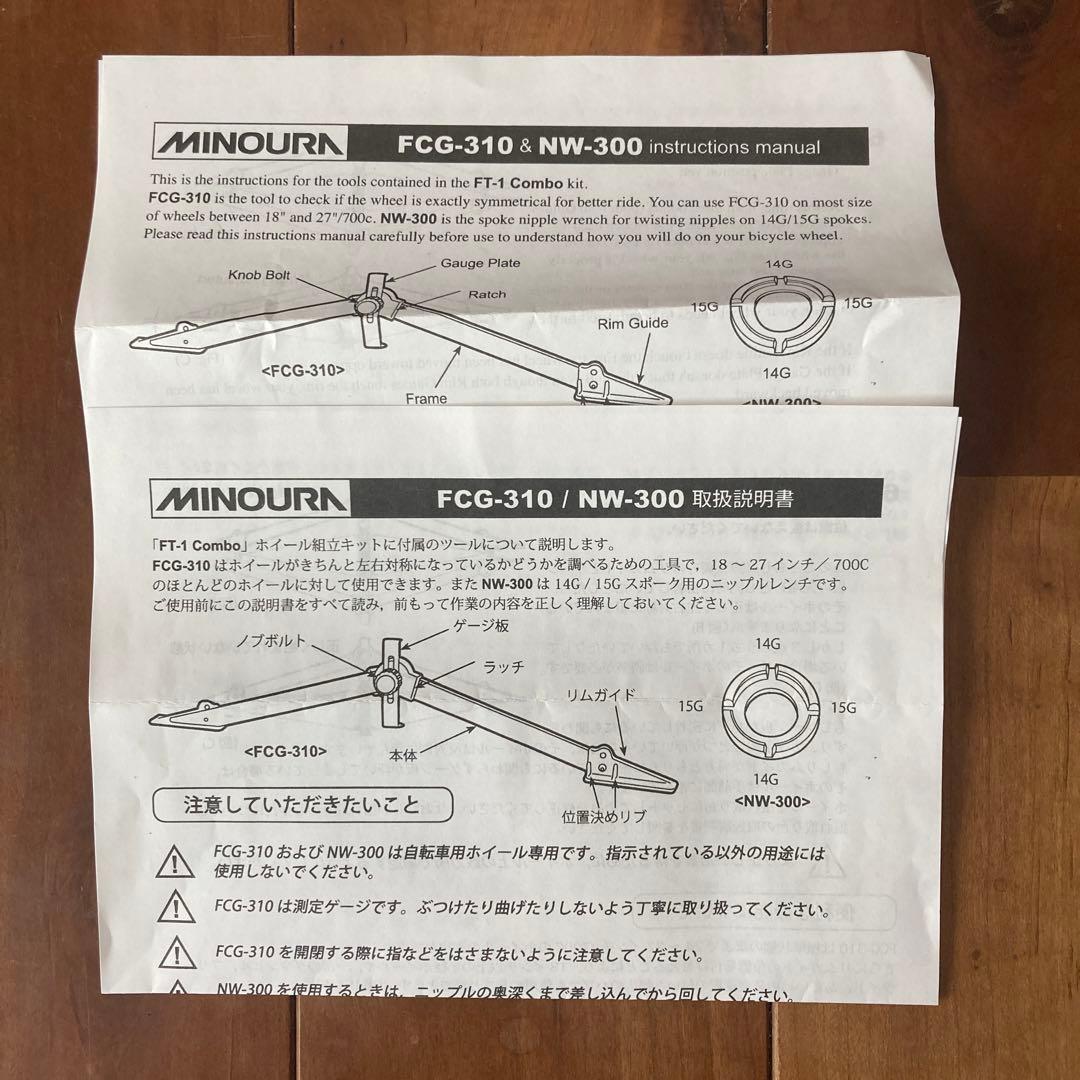 MINOURA FCG-310 & NW-300 instructions manual
This is the instructions for the tools contained in the FT-1 Combo kit.
FCG-310 is the tool to check if the wheel is exactly symmetrical for better ride. You can use FCG-310 on most size
of wheels between 18" and 27"/700c. NW-300 is the spoke nipple wrench for twisting nipples on 14G/15G spokes.
Please read this instructions manual carefully before use to understand how you will do on your bicycle wheel.
Knob Bolt
Gauge Plate
Ratch
Rim Guide
Frame
<FCG-310>
14G
15G
15G
14G
<NW-300>
MINOURA FCG-310 / NW-300 取扱説明書
「FT-1 Combo」ホイール組立キットに付属のツールについて説明します。
FCG-310 はホイールがきちんと左右対称になっているかどうかを調べるための工具で，18 〜 27 インチ／ 700C
のほとんどのホイールに対して使用できます。また NW-300 は 14G / 15G スポーク用のニップルレンチです。
ご使用前にこの説明書をすべて読み，前もって作業の内容を正しく理解しておいてください。
ノブボルト
ゲージ板
ラッチ
リムガイド
本体
位置決めリブ
<FCG-310>
14G
15G
15G
14G
<NW-300>
注意していただきたいこと
FCG-310 および NW-300 は自転車用ホイール専用です。指示されている以外の用途には
使用しないでください。
FCG-310 は測定ゲージです。ぶつけたり曲げたりしないよう丁寧に取り扱ってください。
FCG-310 を開閉する際に指などをはさまないように注意してください。
NW-300 を使用するときは，ニップルの奥深くまで差し込んでから回してください。